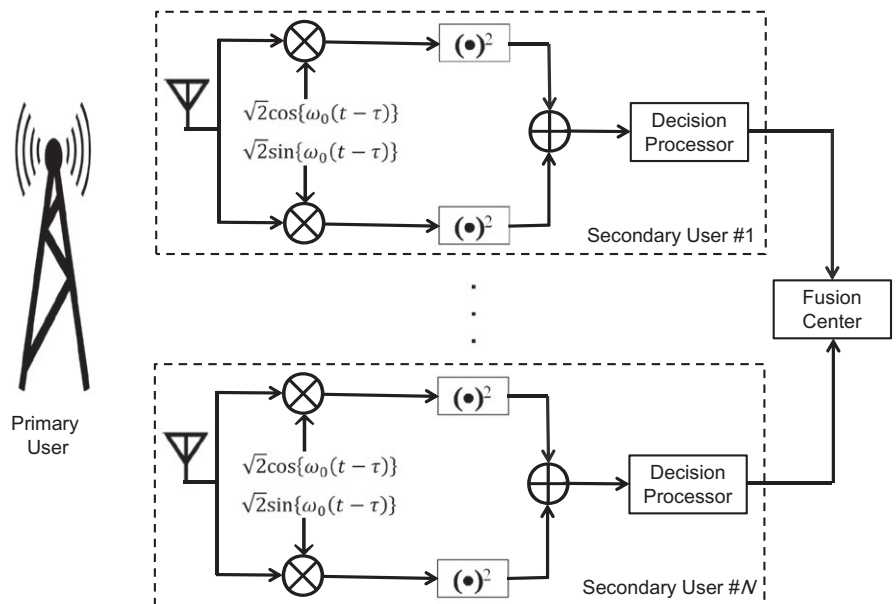 (•)²
√2cos{ω₀(t − τ)}
√2sin{ω₀(t − τ)}
Decision
Processor
(•)²
Secondary User #1
Fusion
Center
Primary
User
(•)²
√2cos{ω₀(t − τ)}
√2sin{ω₀(t − τ)}
Decision
Processor
(•)²
Secondary User #N